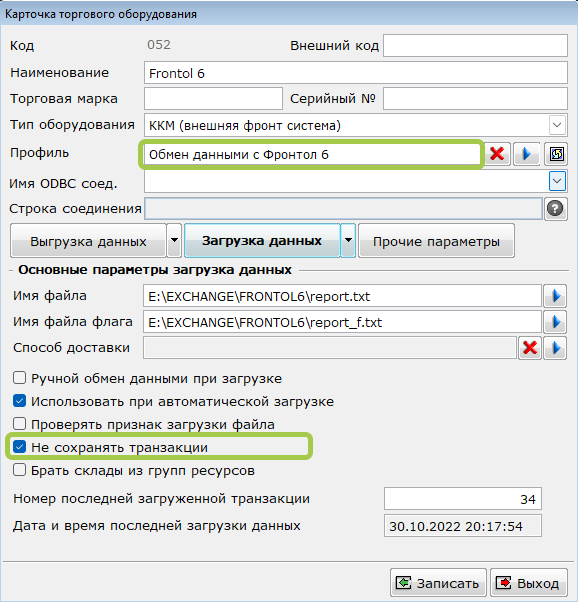 Карточка торгового оборудования
Код 052 Внешний код
Наименование Frontol 6
Торговая марка Серийный №
Тип оборудования ККМ (внешняя фронт система)
Профиль Обмен данными с Фронтол 6
Имя ODBC соед.
Строка соединения ?
Выгрузка данных Загрузка данных Прочие параметры
Основные параметры загрузка данных
Имя файла E:\EXCHANGE\FRONTOL6\report.txt
Имя файла флага E:\EXCHANGE\FRONTOL6\report_f.txt
Способ доставки
Ручной обмен данными при загрузке
Использовать при автоматической загрузке
Проверять признак загрузки файла
Не сохранять транзакции
Брать склады из групп ресурсов
Номер последней загруженной транзакции 34
Дата и время последней загрузки данных 30.10.2022 20:17:54
Записать Выход